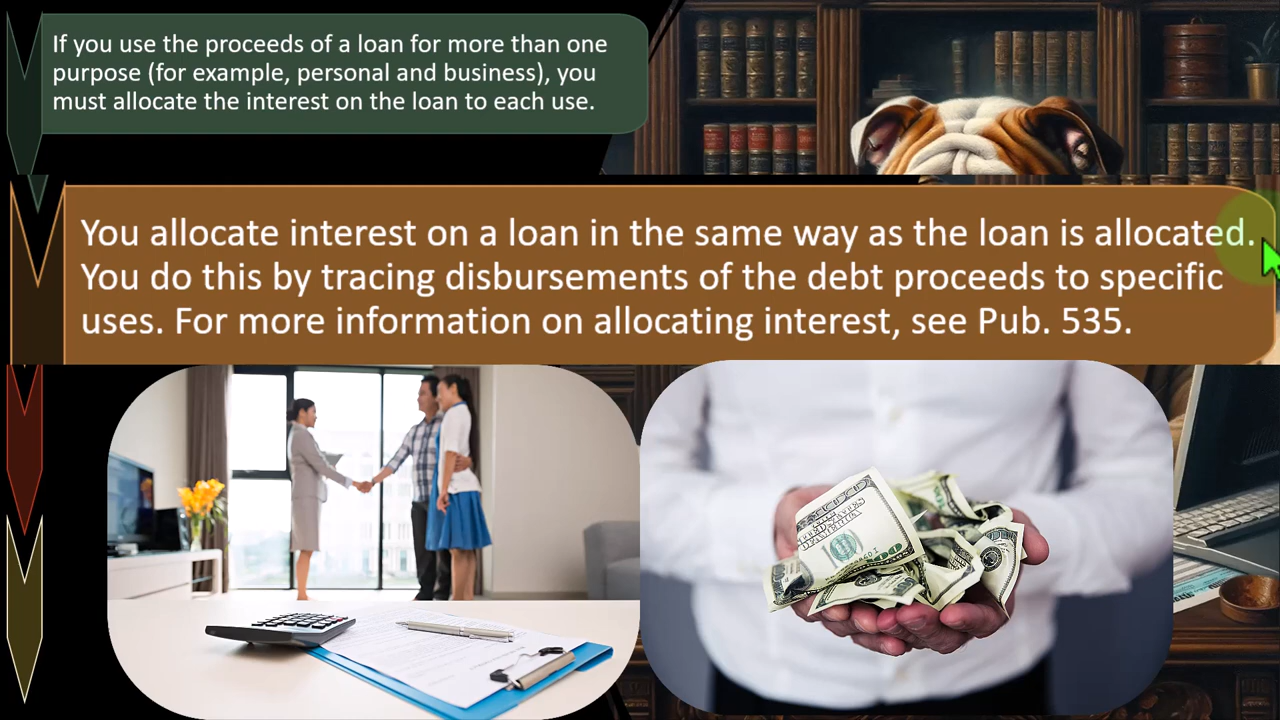 If you use the proceeds of a loan for more than one
purpose (for example, personal and business), you
must allocate the interest on the loan to each use.
You allocate interest on a loan in the same way as the loan is allocated.
You do this by tracing disbursements of the debt proceeds to specific
uses. For more information on allocating interest, see Pub. 535.